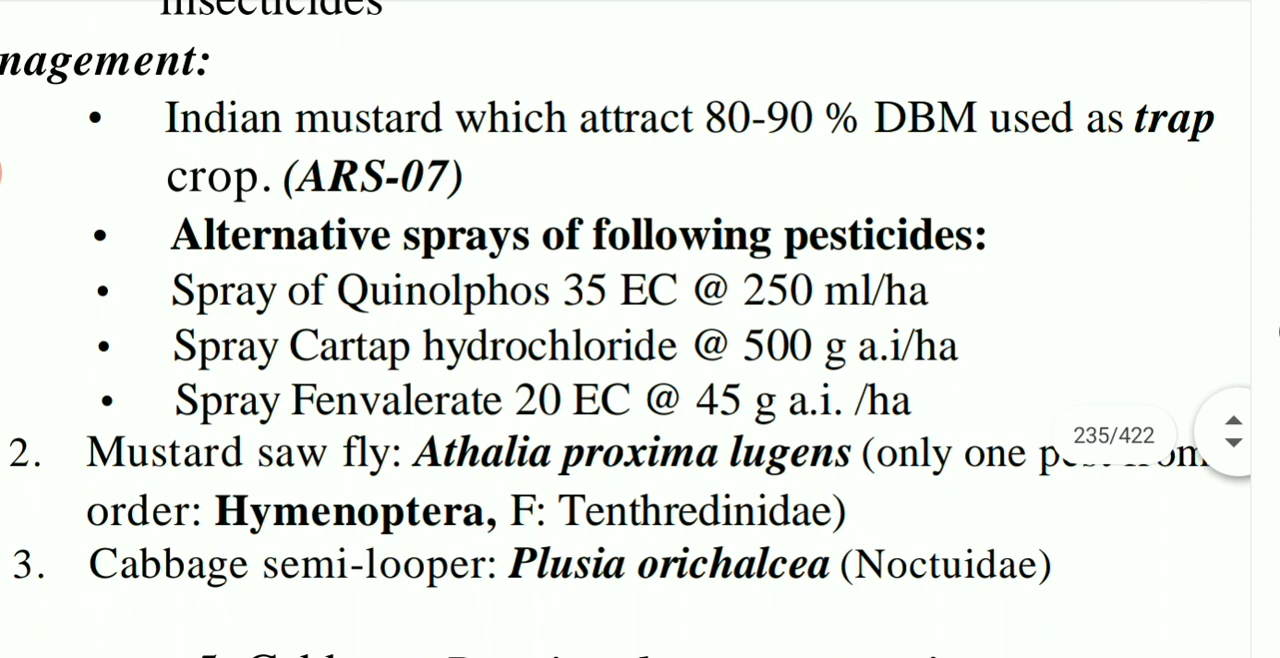 insecticides
nagement:
• Indian mustard which attract 80-90 % DBM used as trap
crop. (ARS-07)
• Alternative sprays of following pesticides:
• Spray of Quinolphos 35 EC @ 250 ml/ha
• Spray Cartap hydrochloride @ 500 g a.i/ha
• Spray Fenvalerate 20 EC @ 45 g a.i. /ha
235/422
2. Mustard saw fly: Athalia proxima lugens (only one
order: Hymenoptera, F: Tenthredinidae)
3. Cabbage semi-looper: Plusia orichalcea (Noctuidae)